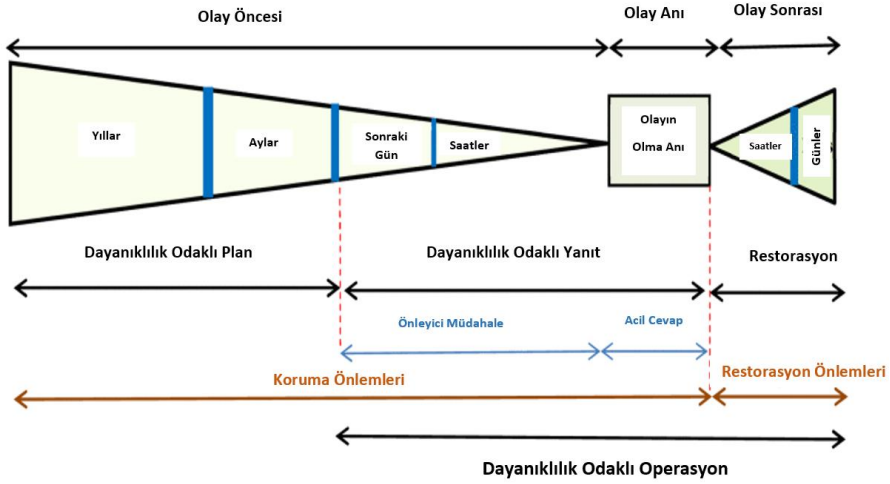 Olay Öncesi
Olay Anı
Olay Sonrası
Yıllar
Aylar
Sonraki
Gün
Saatler
Olayın
Olma Anı
Saatler
Günler
Dayanıklılık Odaklı Plan
Dayanıklılık Odaklı Yanıt
Restorasyon
Önleyici Müdahale
Acil Cevap
Koruma Önlemleri
Restorasyon Önlemleri
Dayanıklılık Odaklı Operasyon